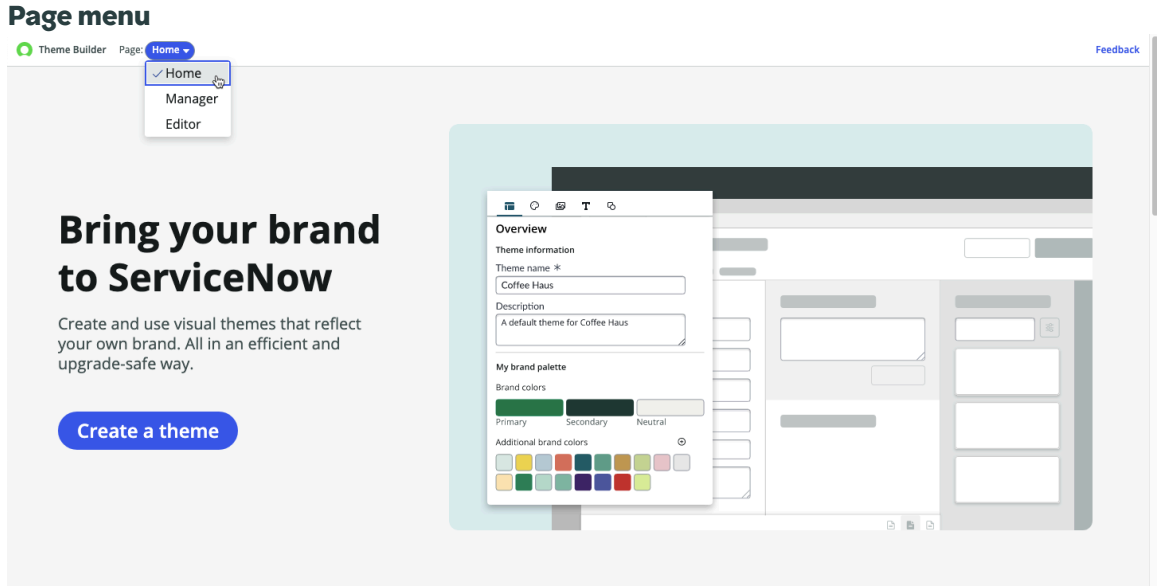 Page menu
Theme Builder Page: Home Feedback
Home
Manager
Editor
Bring your brand
to ServiceNow
Create and use visual themes that reflect
your own brand. All in an efficient and
upgrade-safe way.
Create a theme
Overview
Theme information
Theme name *
Coffee Haus
Description
A default theme for Coffee Haus
My brand palette
Brand colors
Primary Secondary Neutral
Additional brand colors